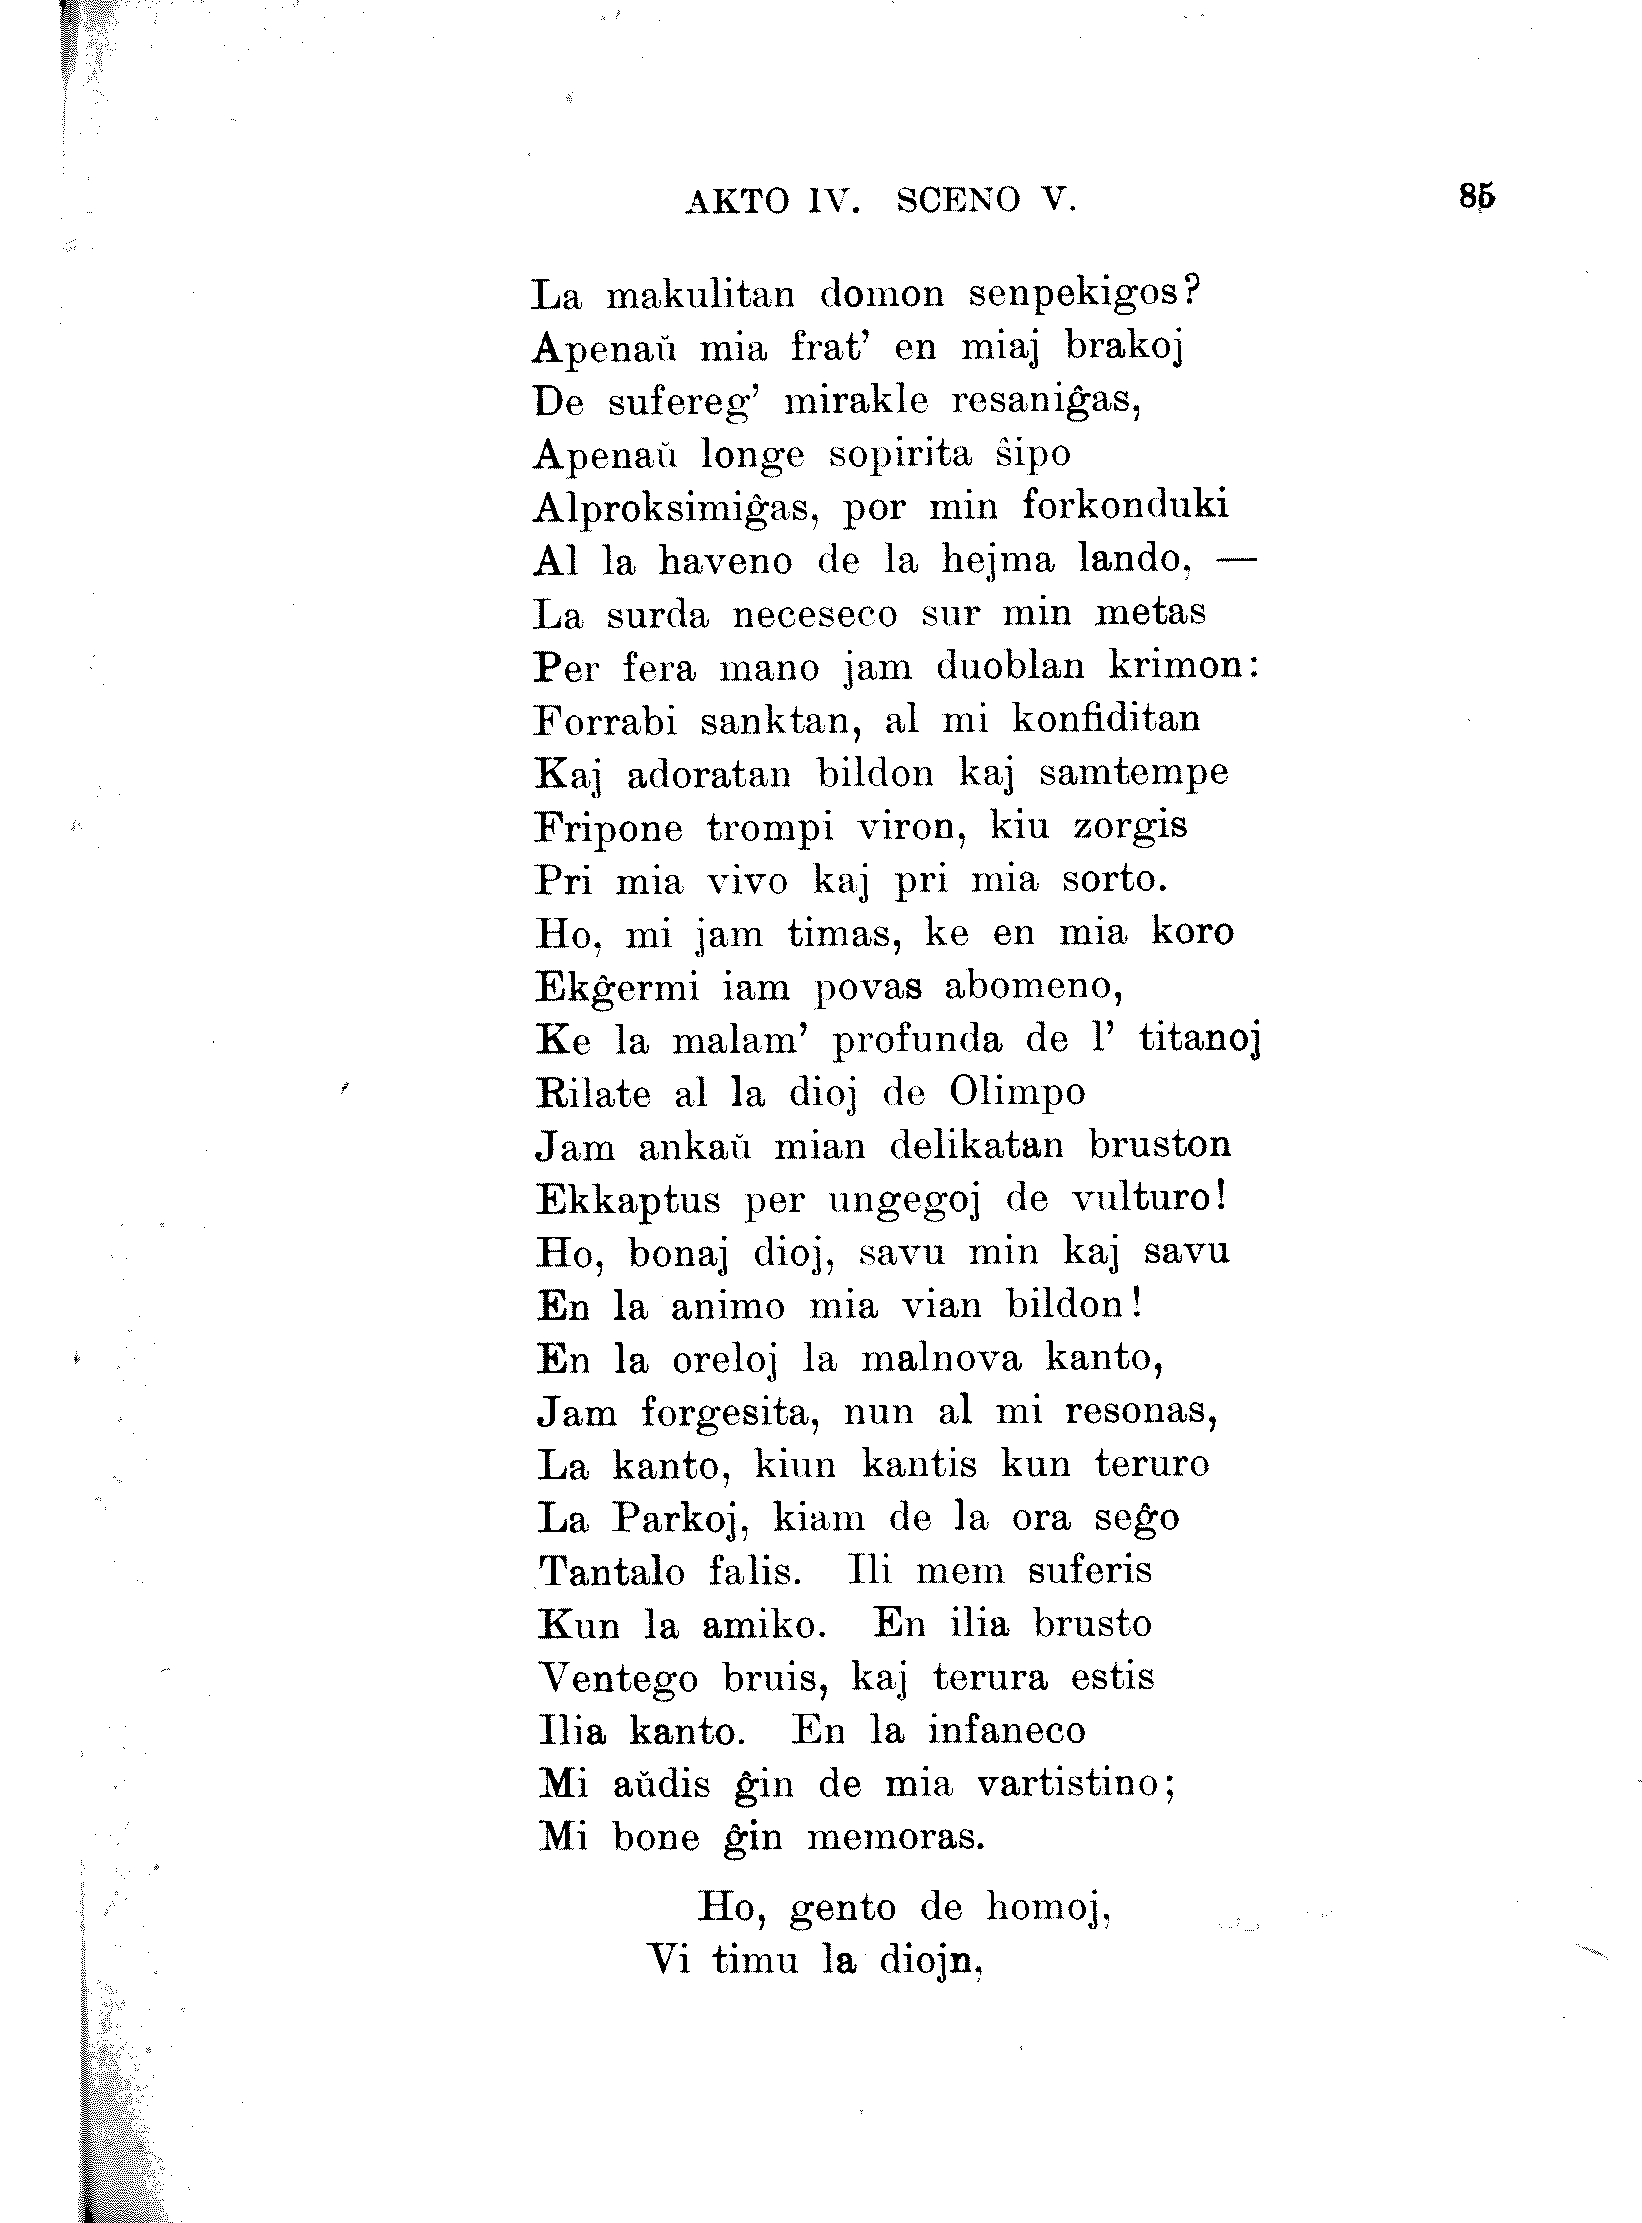 AKTO IV. SCENO V. 85
La makulitan domon senpekigos?
Apenaŭ mia frat’ en miaj brakoj
De sufereg’ mirakle resaniĝas,
Apenaŭ longe sopirita ŝipo
Alproksimiĝas, por min forkonduki
Al la haveno de la hejma lando, —
La surda neceseco sur min metas
Per fera mano jam duoblan krimon:
Forrabi sanktan, al mi konfiditan
Kaj adoratan bildon kaj samtempe
Fripone trompi viron, kiu zorgis
Pri mia vivo kaj pri mia sorto.
Ho, mi jam timas, ke en mia koro
Ekĝermi iam povas abomeno,
Ke la malam’ profunda de l’ titanoj
Rilate al la dioj de Olimpo
Jam ankaŭ mian delikatan bruston
Ekkaptus per ungegoj de vulturo!
Ho, bonaj dioj, savu min kaj savu
En la animo mia vian bildon!
En la oreloj la malnova kanto,
Jam forgesita, nun al mi resonas,
La kanto, kiun kantis kun teruro
La Parkoj, kiam de la ora seĝo
Tantalo falis. Ili mem suferis
Kun la amiko. En ilia brusto
Ventego bruis, kaj terura estis
Ilia kanto. En la infaneco
Mi aŭdis ĝin de mia vartistino;
Mi bone ĝin memoras.
Ho, gento de homoj,
Vi timu la diojn,